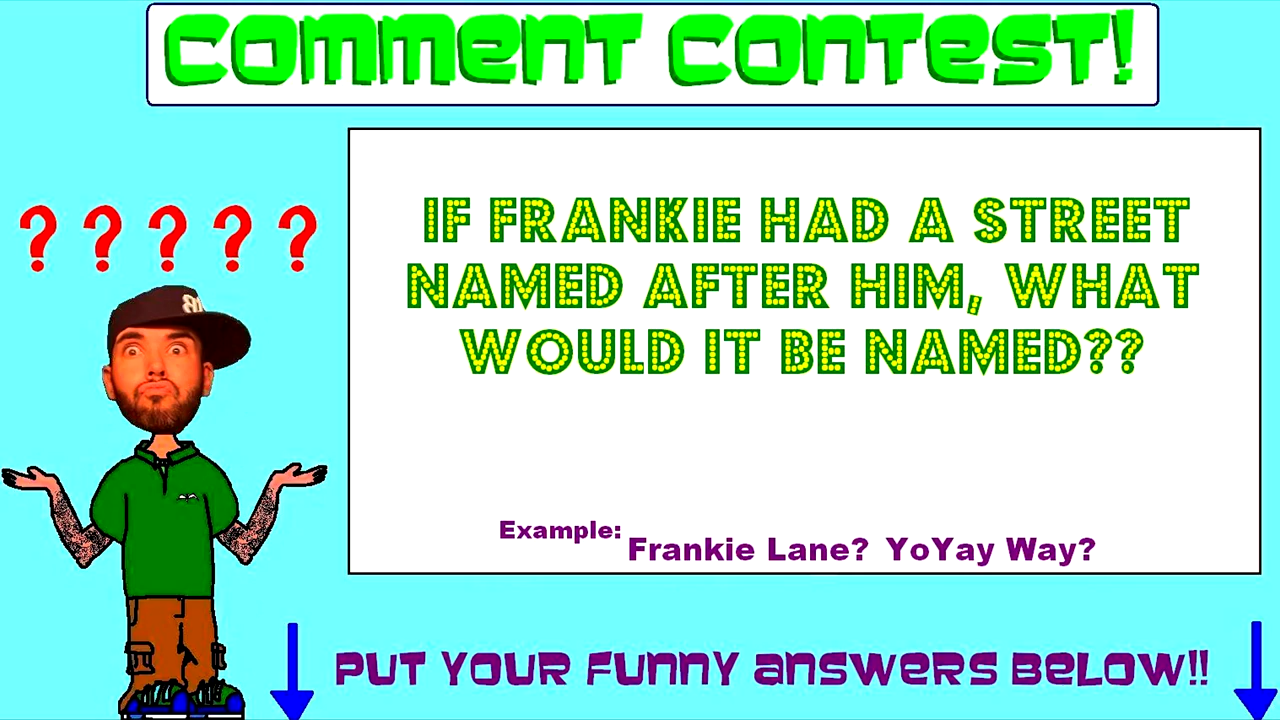 COMMENT CONTEST!
? ? ? ? ?
IF FRANKIE HAD A STREET
NAMED AFTER HIM, WHAT
WOULD IT BE NAMED??
Example: Frankie Lane? YoYay Way?
PUT YOUR FUNNY ANSWERS BELOW!!